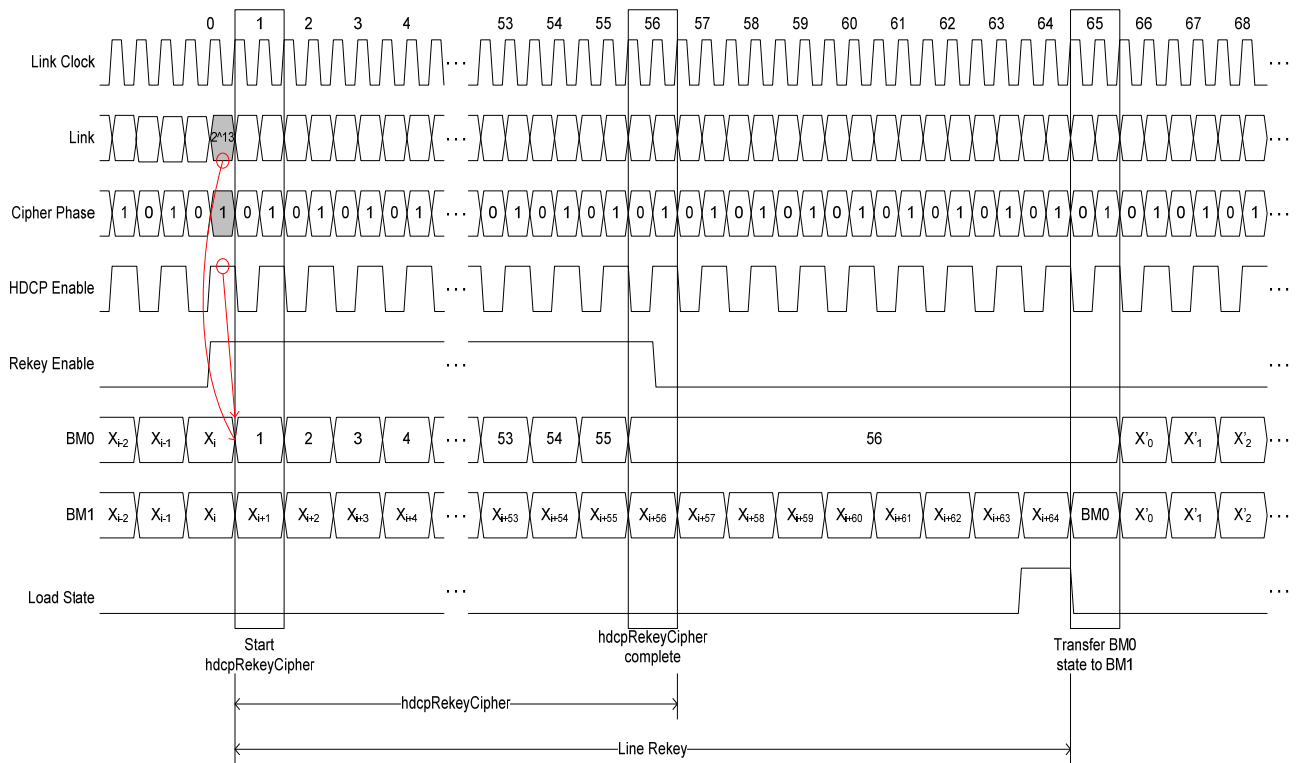 0 1 2 3 4 53 54 55 56 57 58 59 60 61 62 63 64 65 66 67 68
Link Clock ... ...
Link 2^13 ... ...
Cipher Phase 1 0 1 0 1 0 1 0 1 0 1 0 1 ... 0 1 0 1 0 1 0 1 0 1 0 1 0 1 0 1 0 1 0 1 0 1 0 1 0 1 0 1 0 1 0 1 ...
HDCP Enable ... ...
Rekey Enable ... ...
BM0 Xi-2 Xi-1 Xi 1 2 3 4 ... 53 54 55 56 X'0 X'1 X'2 ...
BM1 Xi-2 Xi-1 Xi Xi+1 Xi+2 Xi+3 Xi+4 ... Xi+53 Xi+54 Xi+55 Xi+56 Xi+57 Xi+58 Xi+59 Xi+60 Xi+61 Xi+62 Xi+63 Xi+64 BM0 X'0 X'1 X'2 ...
Load State ... ...
Start
hdcpRekeyCipher
hdcpRekeyCipher
complete
Transfer BM0
state to BM1
hdcpRekeyCipher
Line Rekey